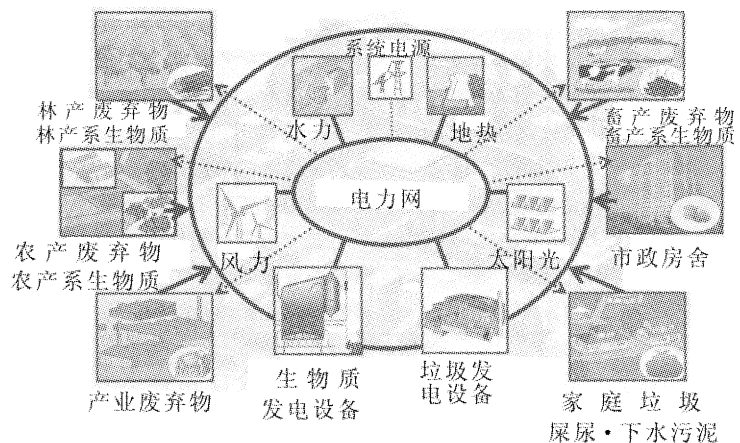 系统电源
水力
地热
林产废弃物
林产系生物质
畜产废弃物
畜产系生物质
电力网
风力
太阳光
农产废弃物
农产系生物质
市政房舍
产业废弃物
生物质
发电设备
垃圾发
电设备
家庭垃圾
屎尿·下水污泥